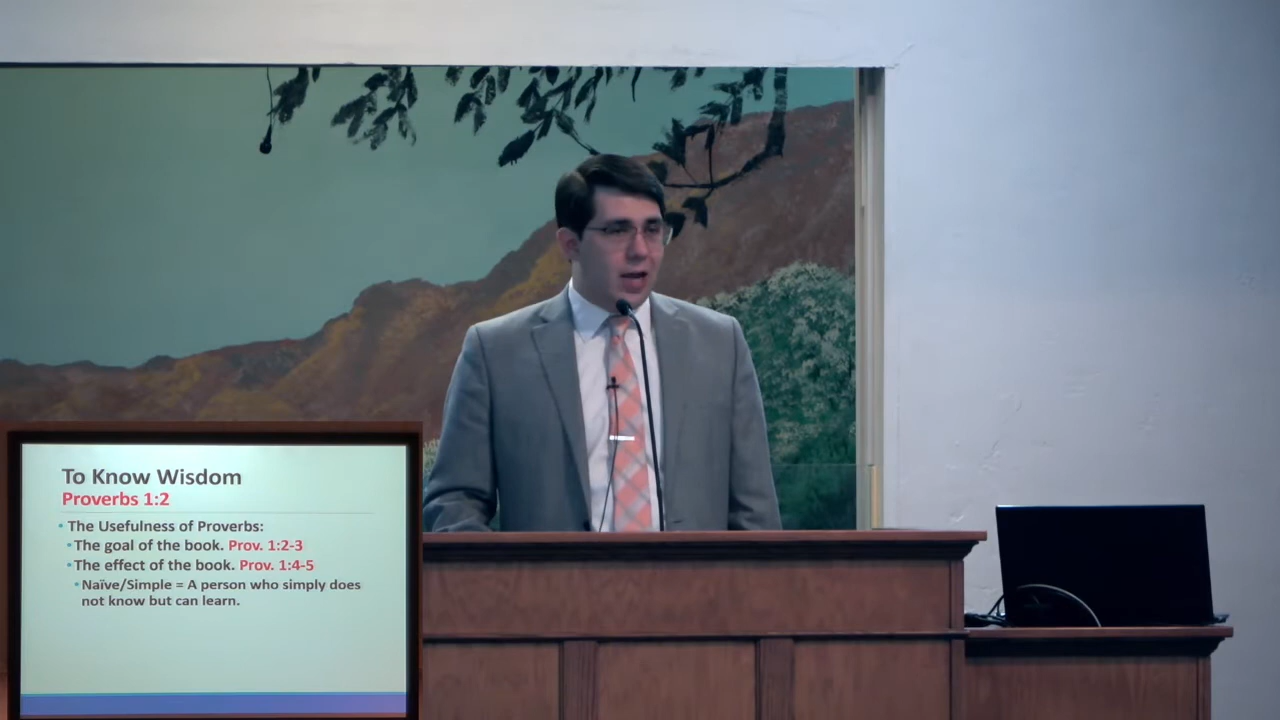 To Know Wisdom
Proverbs 1:2
• The Usefulness of Proverbs:
• The goal of the book. Prov. 1:2-3
• The effect of the book. Prov. 1:4-5
• Naïve/Simple = A person who simply does
not know but can learn.